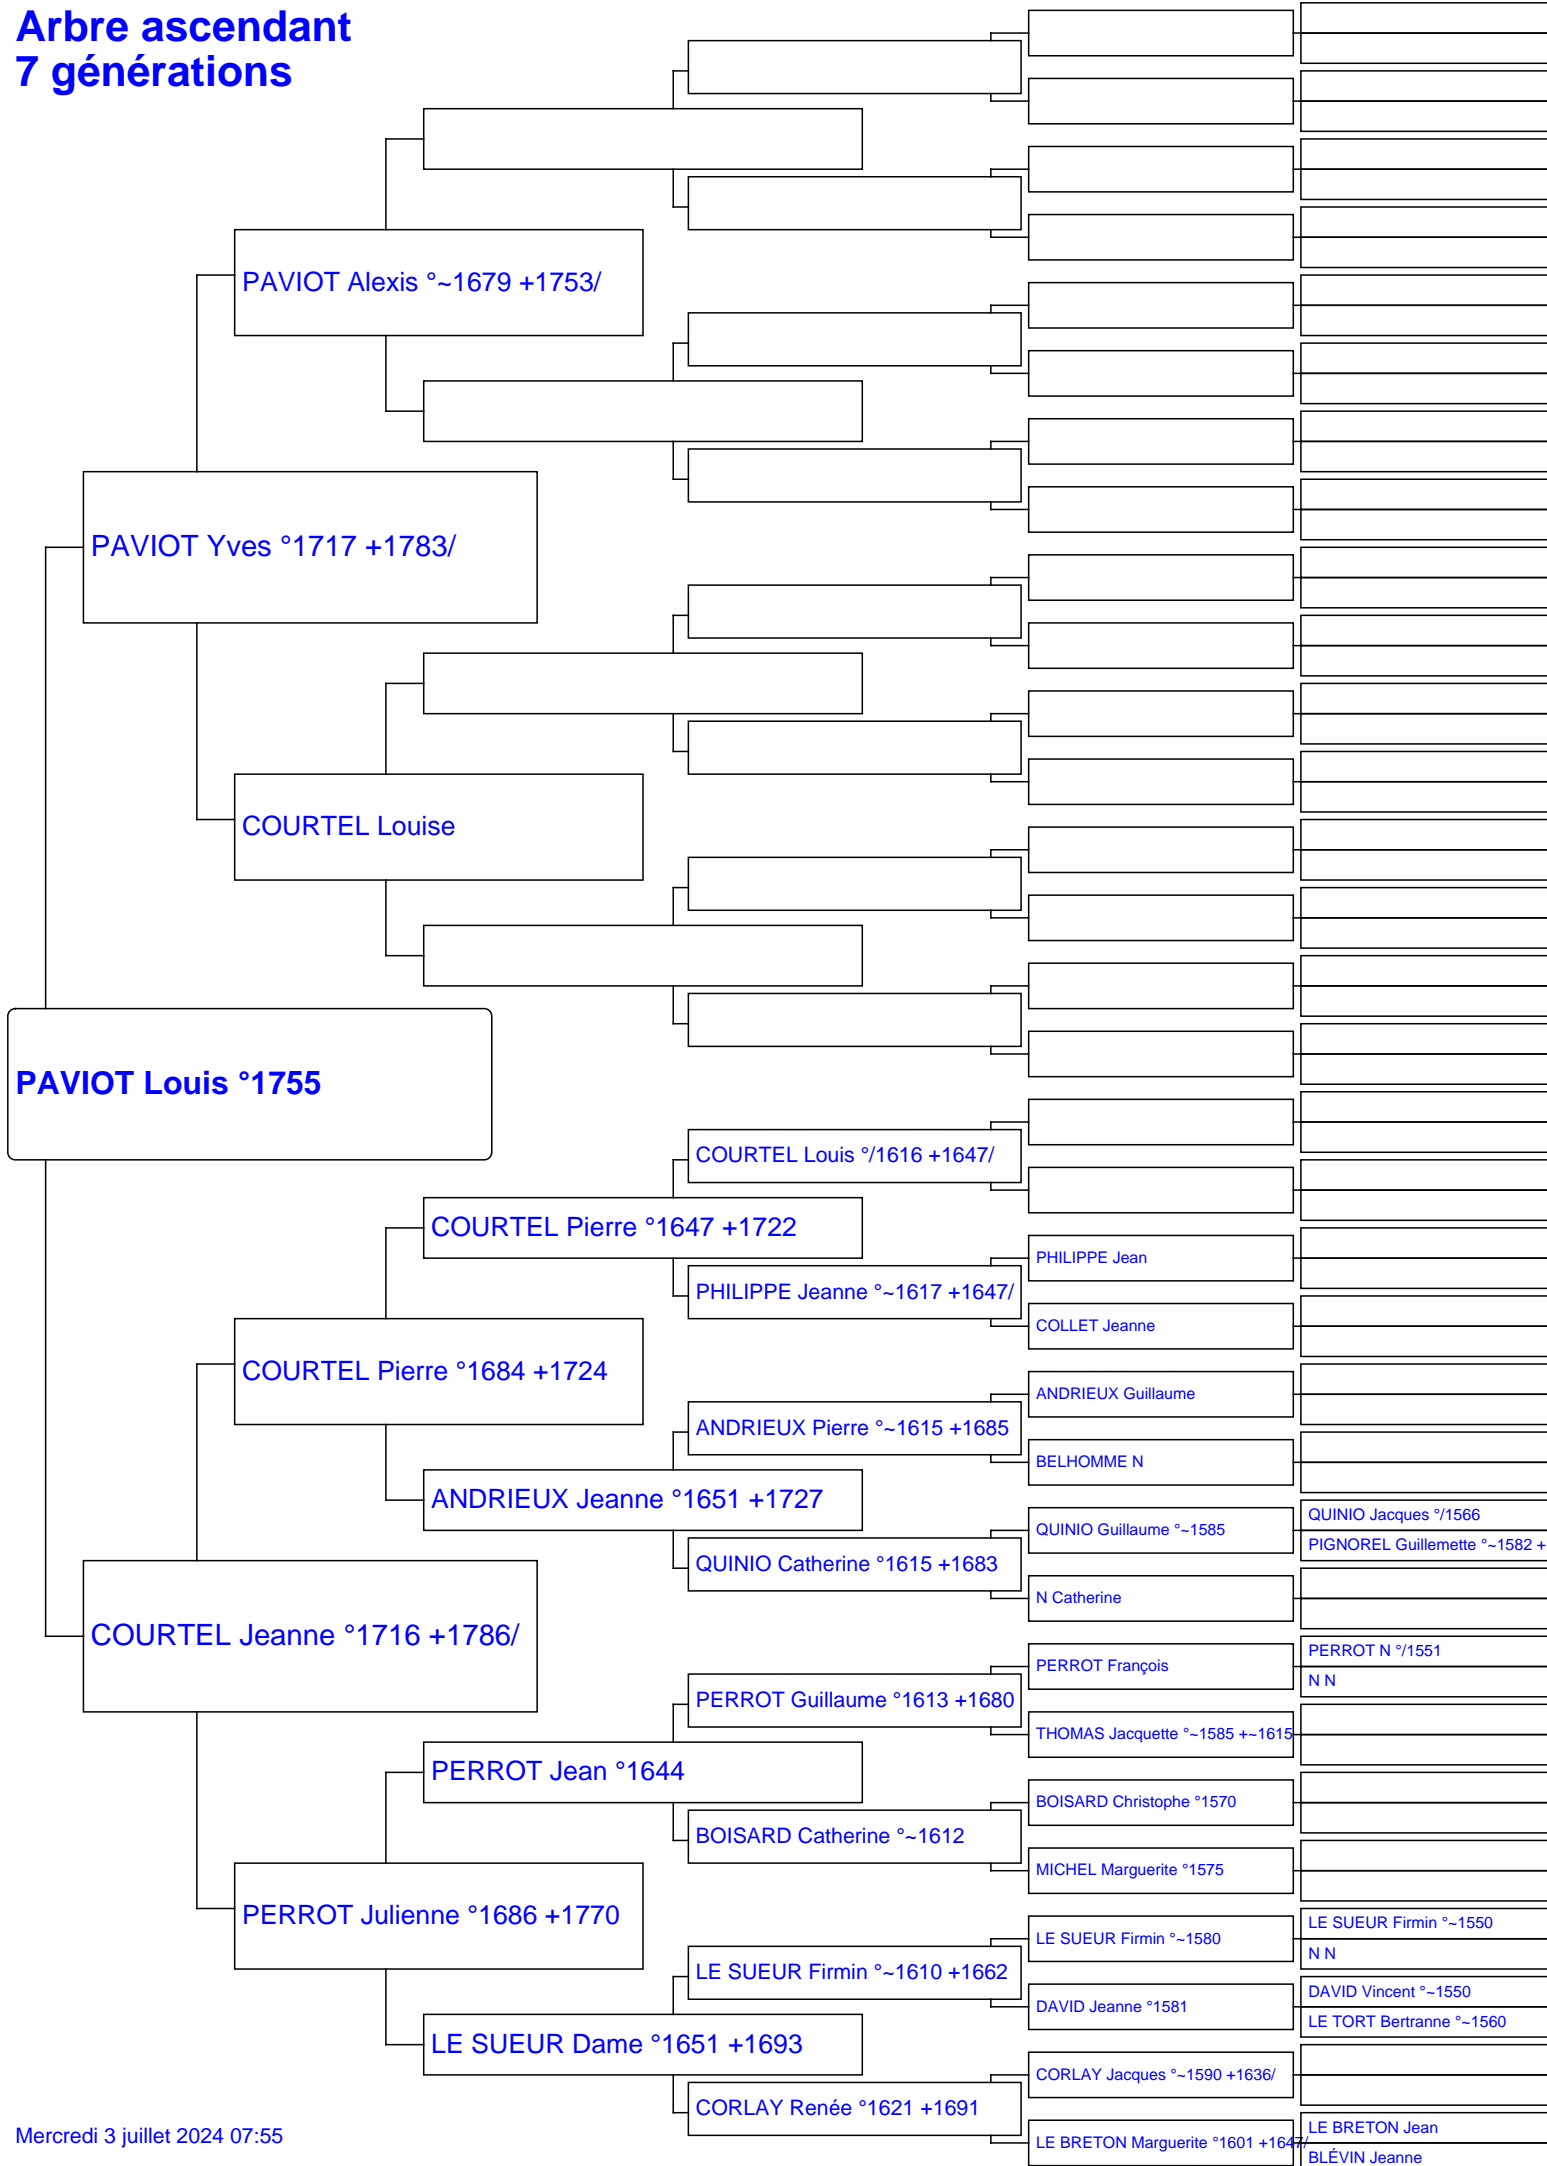 Arbre ascendant
7 générations
PAVIOT Alexis °~1679 +1753/
PAVIOT Yves °1717 +1783/
COURTEL Louise
PAVIOT Louis °1755
COURTEL Louis °/1616 +1647/
COURTEL Pierre °1647 +1722
PHILIPPE Jean
PHILIPPE Jeanne °~1617 +1647/
COLLET Jeanne
COURTEL Pierre °1684 +1724
ANDRIEUX Guillaume
ANDRIEUX Pierre °~1615 +1685
BELHOMME N
ANDRIEUX Jeanne °1651 +1727
QUINIO Jacques °/1566
QUINIO Guillaume °~1585
PIGNOREL Guillemette °~1582 +
QUINIO Catherine °1615 +1683
N Catherine
COURTEL Jeanne °1716 +1786/
PERROT N °/1551
PERROT François
N N
PERROT Guillaume °1613 +1680
THOMAS Jacquette °~1585 +~1615
PERROT Jean °1644
BOISARD Christophe °1570
BOISARD Catherine °~1612
MICHEL Marguerite °1575
PERROT Julienne °1686 +1770
LE SUEUR Firmin °~1550
LE SUEUR Firmin °~1580
N N
LE SUEUR Firmin °~1610 +1662
DAVID Vincent °~1550
DAVID Jeanne °1581
LE TORT Bertranne °~1560
LE SUEUR Dame °1651 +1693
CORLAY Jacques °~1590 +1636/
CORLAY Renée °1621 +1691
LE BRETON Jean
LE BRETON Marguerite °1601 +1647/
BLÉVIN Jeanne
Mercredi 3 juillet 2024 07:55